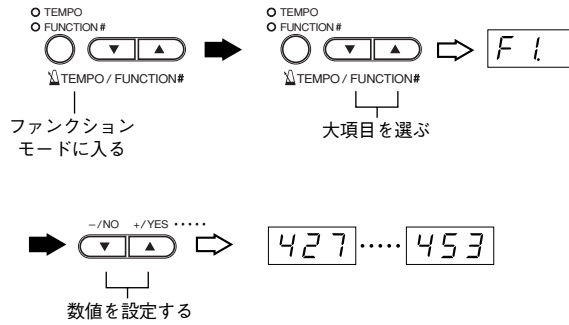 TEMPO
FUNCTION#
TEMPO / FUNCTION#
ファンクション
モードに入る
TEMPO
FUNCTION#
TEMPO / FUNCTION#
大項目を選ぶ
F 1.
–/NO +/YES ·····
数値を設定する
427 ····· 453